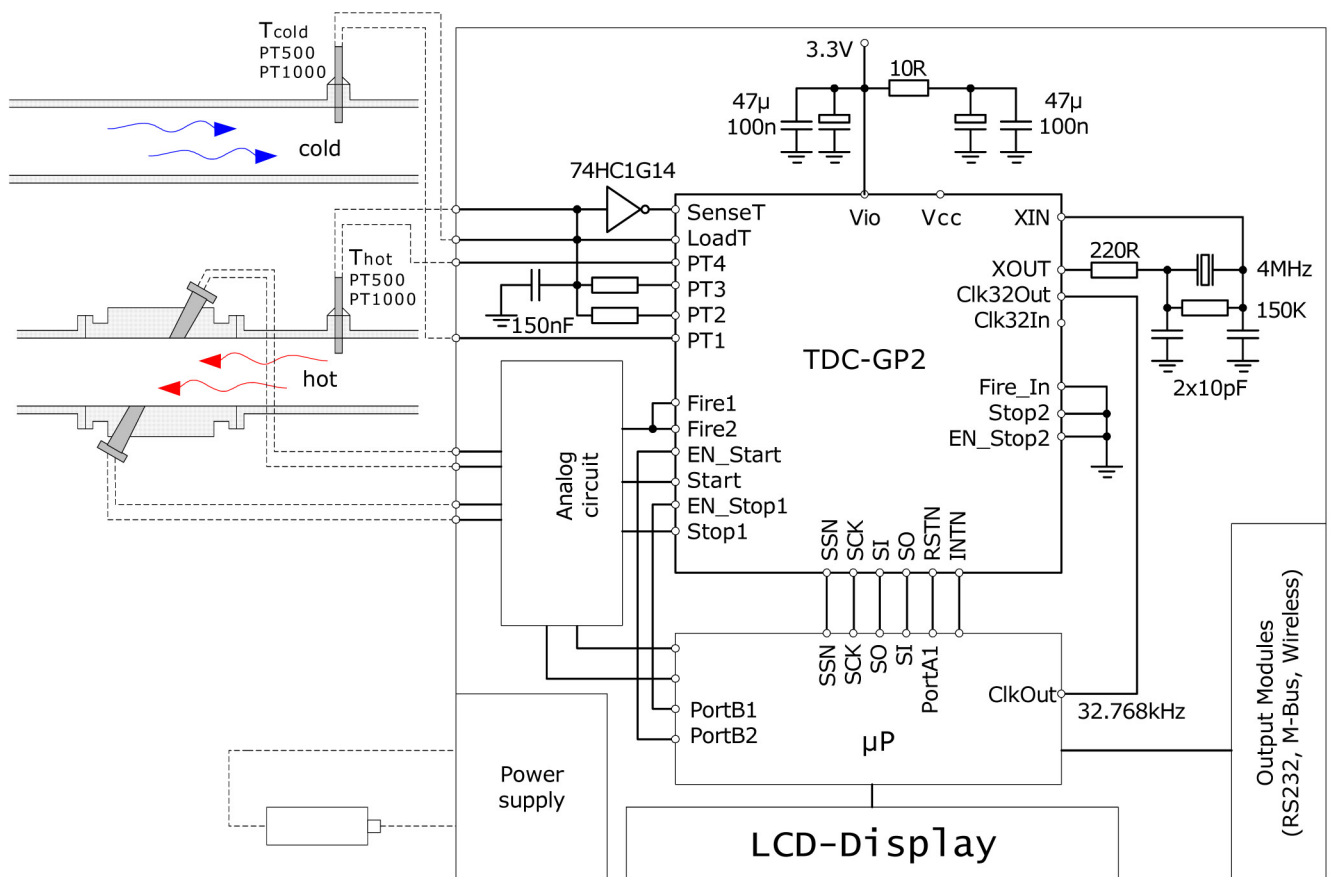 Tcold
PT500
PT1000
cold
Thot
PT500
PT1000
hot
3.3V
10R
47μ
100n
47μ
100n
74HC1G14
150nF
SenseT
LoadT
PT4
PT3
PT2
PT1
Fire1
Fire2
EN_Start
Start
EN_Stop1
Stop1
Vio
Vcc
XIN
XOUT
Clk32Out
Clk32In
Fire_In
Stop2
EN_Stop2
TDC-GP2
220R
4MHz
150K
2x10pF
Analog
circuit
SSN
SCK
SI
SO
RSTN
INTN
SSN
SCK
SO
SI
PortA1
PortB1
PortB2
ClkOut
32.768kHz
μP
Power
supply
LCD-Display
Output Modules
(RS232, M-Bus, Wireless)